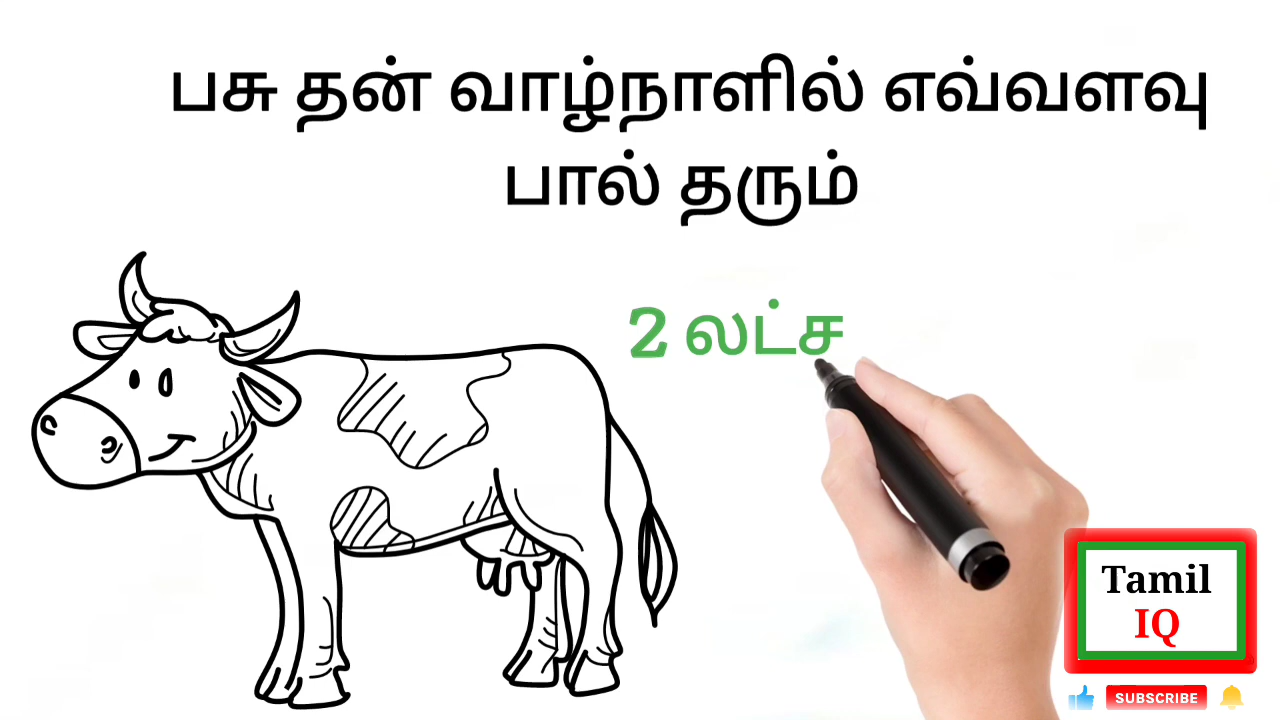 பசு தன் வாழ்நாளில் எவ்வளவு
பால் தரும்
2 லட்ச
Tamil
IQ
SUBSCRIBE